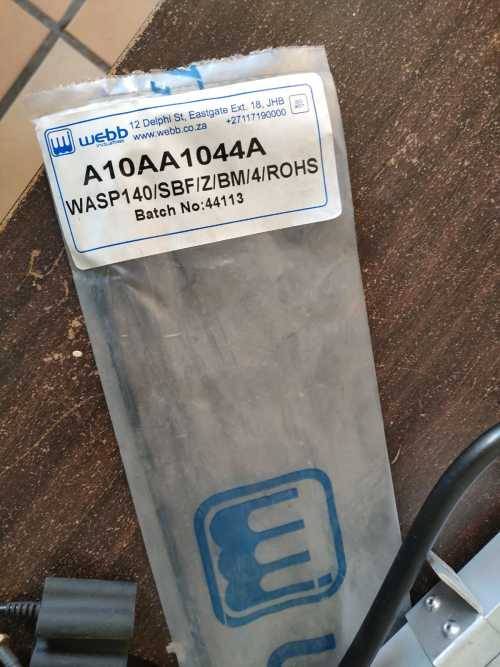 webb
industries
12 Delphi St, Eastgate Ext. 18, JHB
www.webb.co.za +27117190000
A10AA1044A
WASP140/SBF/Z/BM/4/ROHS
Batch No:44113